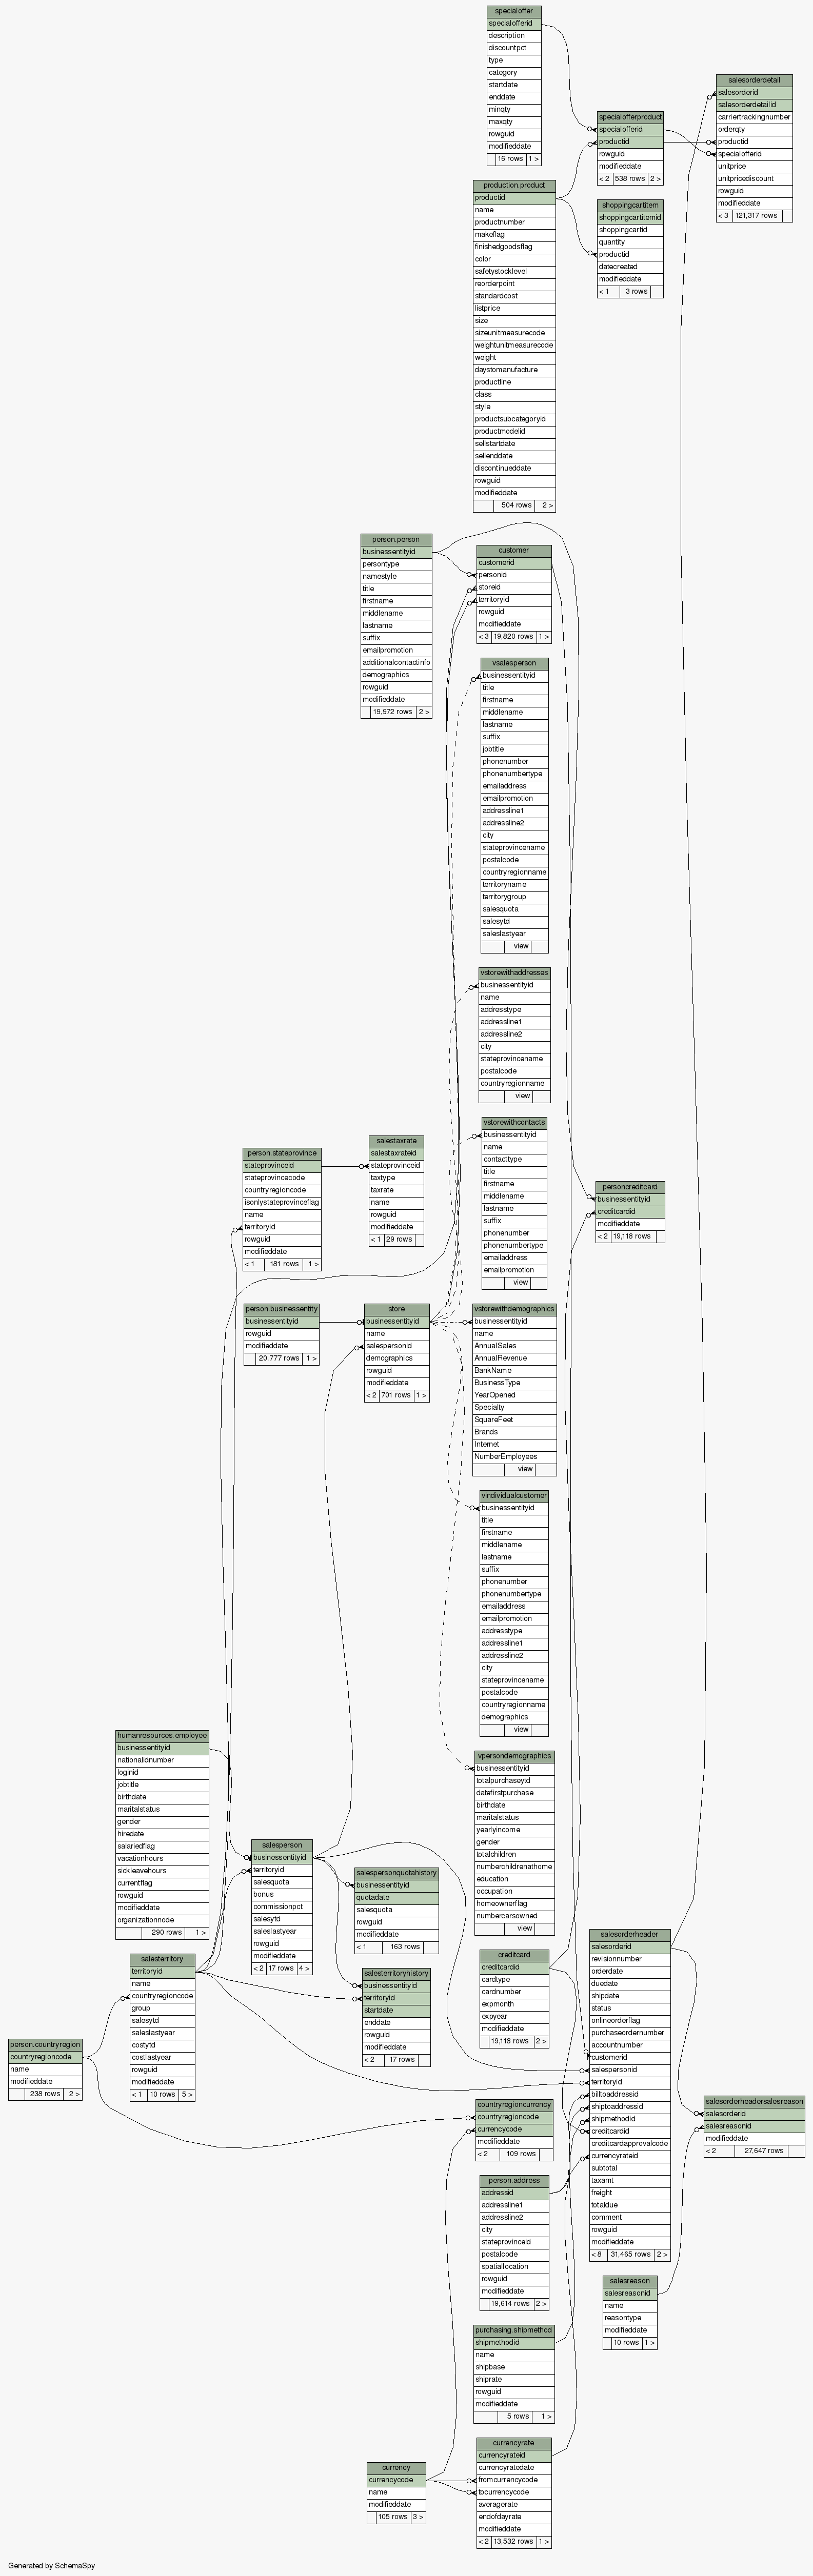 specialoffer
specialofferid
description
discountpct
type
category
startdate
enddate
minqty
maxqty
rowguid
modifieddate
16 rows 1 >
salesorderdetail
salesorderid
salesorderdetailid
carriertrackingnumber
orderqty
productid
specialofferid
unitprice
unitpricediscount
rowguid
modifieddate
< 3 121,317 rows
specialofferproduct
specialofferid
productid
rowguid
modifieddate
< 2 538 rows 2 >
production.product
productid
name
productnumber
makeflag
finishedgoodsflag
color
safetystocklevel
reorderpoint
standardcost
listprice
size
sizeunitmeasurecode
weightunitmeasurecode
weight
daystomanufacture
productline
class
style
productsubcategoryid
productmodelid
sellstartdate
sellenddate
discontinueddate
rowguid
modifieddate
504 rows 2 >
shoppingcartitem
shoppingcartitemid
shoppingcartid
quantity
productid
datecreated
modifieddate
< 1 3 rows
person.person
businessentityid
persontype
namestyle
title
firstname
middlename
lastname
suffix
emailpromotion
additionalcontactinfo
demographics
rowguid
modifieddate
19,972 rows 2 >
customer
customerid
personid
storeid
territoryid
rowguid
modifieddate
< 3 19,820 rows 1 >
vsalesperson
businessentityid
title
firstname
middlename
lastname
suffix
jobtitle
phonenumber
phonenumbertype
emailaddress
emailpromotion
addressline1
addressline2
city
stateprovincename
postalcode
countryregionname
territoryname
territorygroup
salesquota
salesytd
saleslastyear
view
vstorewithaddresses
businessentityid
name
addresstype
addressline1
addressline2
city
stateprovincename
postalcode
countryregionname
view
vstorewithcontacts
businessentityid
name
contacttype
title
firstname
middlename
lastname
suffix
phonenumber
phonenumbertype
emailaddress
emailpromotion
view
salestaxrate
salestaxrateid
stateprovinceid
taxtype
taxrate
name
rowguid
modifieddate
< 1 29 rows
person.stateprovince
stateprovinceid
stateprovincecode
countryregioncode
isonlystateprovinceflag
name
territoryid
rowguid
modifieddate
< 1 181 rows 1 >
personcreditcard
businessentityid
creditcardid
modifieddate
< 2 19,118 rows
person.businessentity
businessentityid
rowguid
modifieddate
20,777 rows 1 >
store
businessentityid
name
salespersonid
demographics
rowguid
modifieddate
< 2 701 rows 1 >
vstorewithdemographics
businessentityid
name
AnnualSales
AnnualRevenue
BankName
BusinessType
YearOpened
Specialty
SquareFeet
Brands
Internet
NumberEmployees
view
vindividualcustomer
businessentityid
title
firstname
middlename
lastname
suffix
phonenumber
phonenumbertype
emailaddress
emailpromotion
addresstype
addressline1
addressline2
city
stateprovincename
postalcode
countryregionname
demographics
view
humanresources.employee
businessentityid
nationalidnumber
loginid
jobtitle
birthdate
maritalstatus
gender
hiredate
salariedflag
vacationhours
sickleavehours
currentflag
rowguid
modifieddate
organizationnode
290 rows 1 >
vpersondemographics
businessentityid
totalpurchaseytd
datefirstpurchase
birthdate
maritalstatus
yearlyincome
gender
totalchildren
numberchildrenathome
education
occupation
homeownerflag
numbercarsowned
view
salesperson
businessentityid
territoryid
salesquota
bonus
commissionpct
salesytd
saleslastyear
rowguid
modifieddate
< 2 17 rows 4 >
salespersonquotahistory
businessentityid
quotadate
salesquota
rowguid
modifieddate
< 1 163 rows
salesorderheader
salesorderid
revisionnumber
orderdate
duedate
shipdate
status
onlineorderflag
purchaseordernumber
accountnumber
customerid
salespersonid
territoryid
billtoaddressid
shiptoaddressid
shipmethodid
creditcardid
creditcardapprovalcode
currencyrateid
subtotal
taxamt
freight
totaldue
comment
rowguid
modifieddate
< 8 31,465 rows 2 >
creditcard
creditcardid
cardtype
cardnumber
expmonth
expyear
modifieddate
19,118 rows 2 >
salesterritory
territoryid
name
countryregioncode
group
salesytd
saleslastyear
costytd
costlastyear
rowguid
modifieddate
< 1 10 rows 5 >
salesterritoryhistory
businessentityid
territoryid
startdate
enddate
rowguid
modifieddate
< 2 17 rows
person.countryregion
countryregioncode
name
modifieddate
238 rows 2 >
salesorderheadersalesreason
salesorderid
salesreasonid
modifieddate
< 2 27,647 rows
countryregioncurrency
countryregioncode
currencycode
modifieddate
< 2 109 rows
person.address
addressid
addressline1
addressline2
city
stateprovinceid
postalcode
spatiallocation
rowguid
modifieddate
19,614 rows 2 >
salesreason
salesreasonid
name
reasontype
modifieddate
10 rows 1 >
purchasing.shipmethod
shipmethodid
name
shipbase
shiprate
rowguid
modifieddate
5 rows 1 >
currencyrate
currencyrateid
currencyratedate
fromcurrencycode
tocurrencycode
averagerate
endofdayrate
modifieddate
< 2 13,532 rows 1 >
currency
currencycode
name
modifieddate
105 rows 3 >
Generated by SchemaSpy